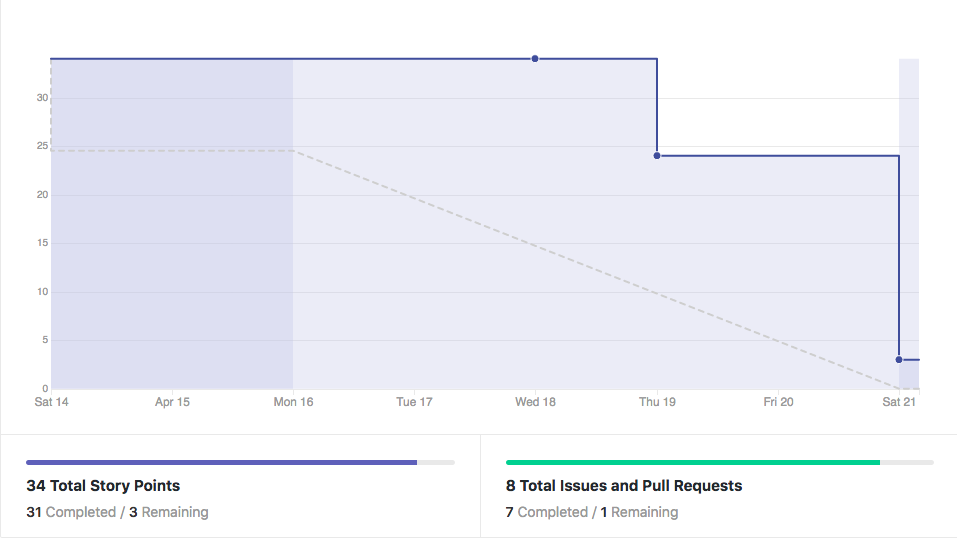 30
25
20
15
10
5
0
Sat 14 Apr 15 Mon 16 Tue 17 Wed 18 Thu 19 Fri 20 Sat 21
34 Total Story Points
31 Completed / 3 Remaining
8 Total Issues and Pull Requests
7 Completed / 1 Remaining